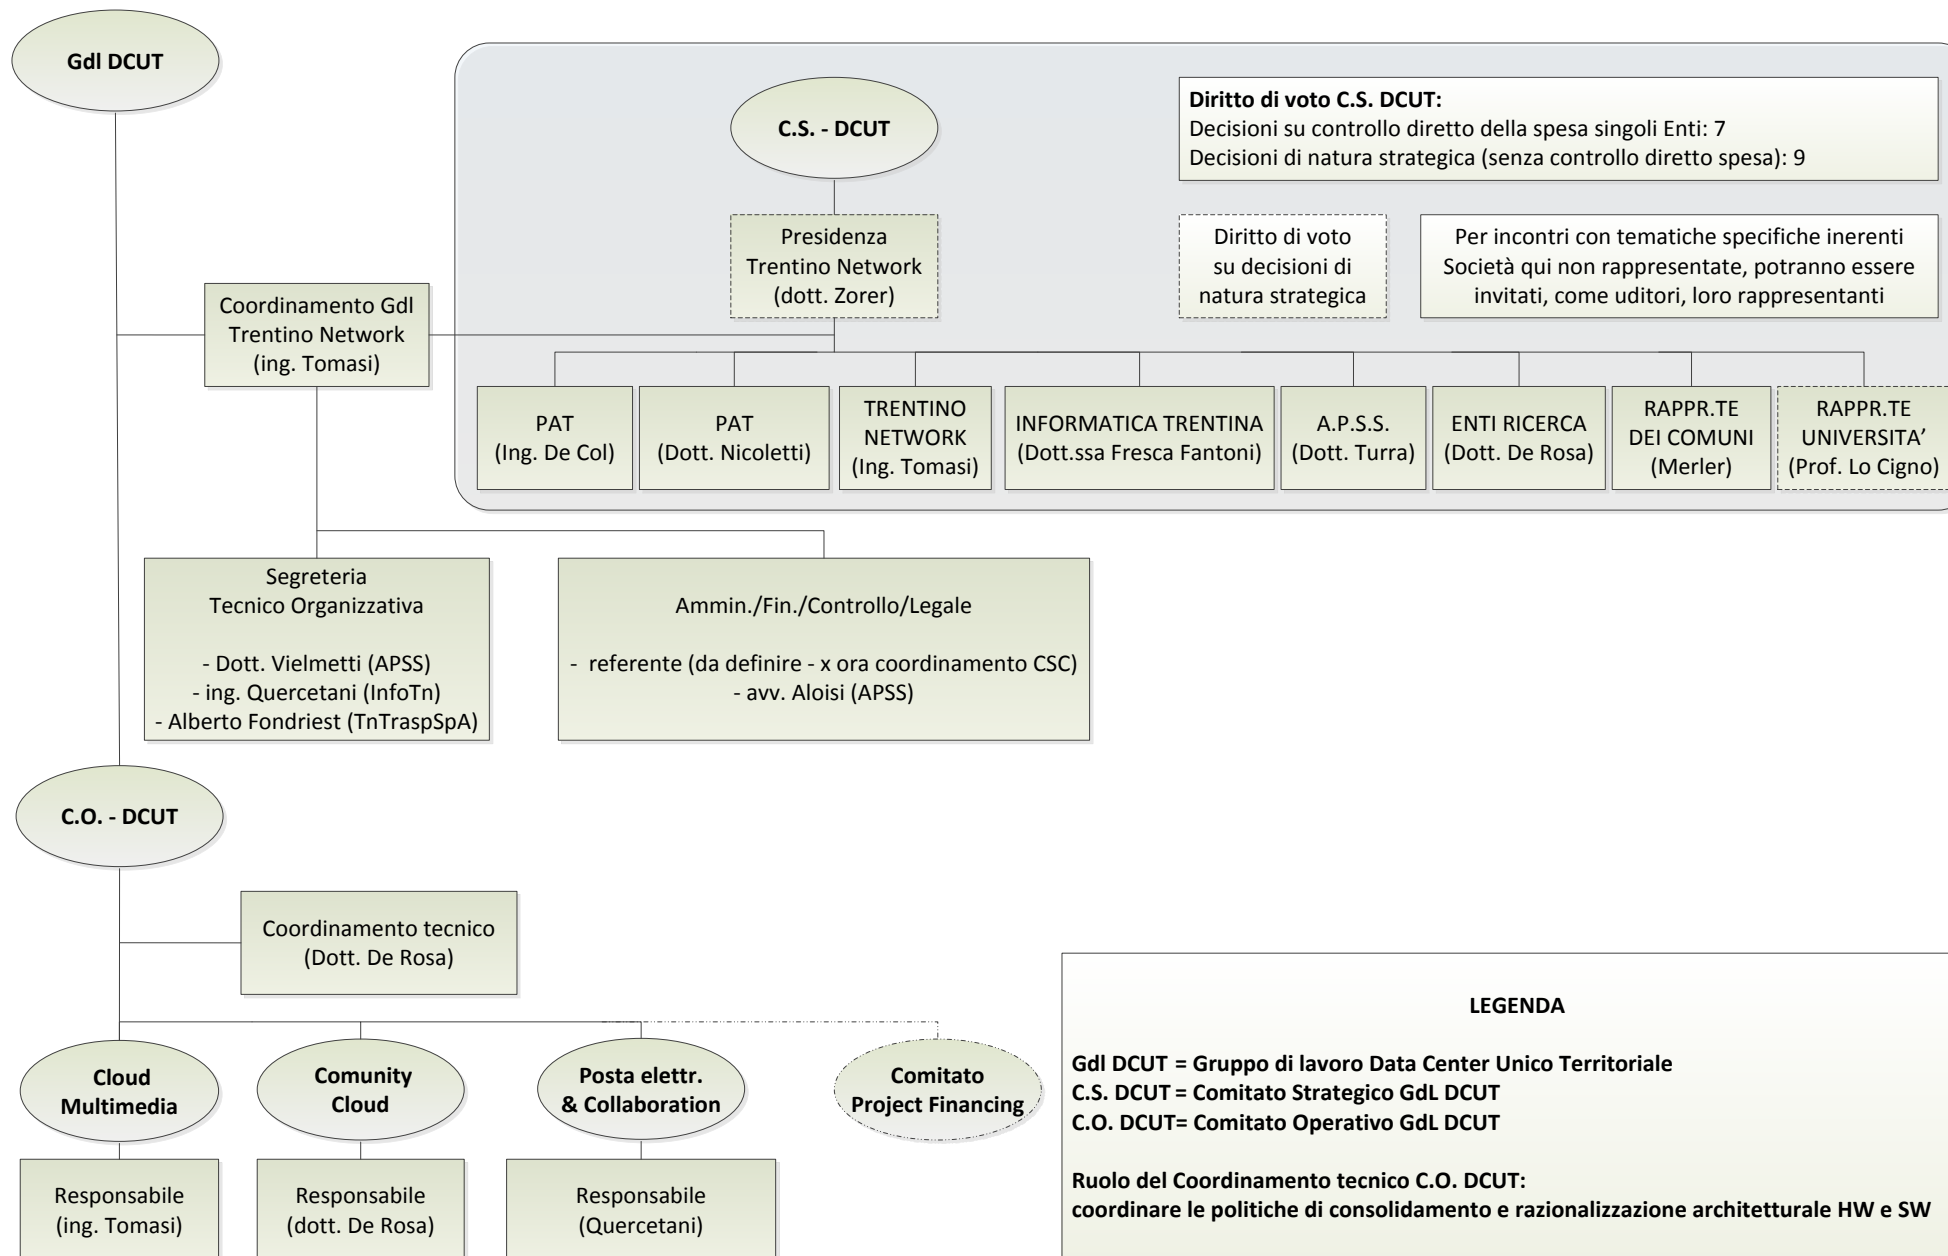 Gdl DCUT
C.S. - DCUT
Diritto di voto C.S. DCUT:
Decisioni su controllo diretto della spesa singoli Enti: 7
Decisioni di natura strategica (senza controllo diretto spesa): 9
Presidenza
Trentino Network
(dott. Zorer)
Diritto di voto
su decisioni di
natura strategica
Per incontri con tematiche specifiche inerenti
Società qui non rappresentate, potranno essere
invitati, come uditori, loro rappresentanti
Coordinamento Gdl
Trentino Network
(ing. Tomasi)
PAT
(Ing. De Col)
PAT
(Dott. Nicoletti)
TRENTINO
NETWORK
(Ing. Tomasi)
INFORMATICA TRENTINA
(Dott.ssa Fresca Fantoni)
A.P.S.S.
(Dott. Turra)
ENTI RICERCA
(Dott. De Rosa)
RAPPR.TE
DEI COMUNI
(Merler)
RAPPR.TE
UNIVERSITA’
(Prof. Lo Cigno)
Segreteria
Tecnico Organizzativa
- Dott. Vielmetti (APSS)
- ing. Quercetani (InfoTn)
- Alberto Fondriest (TnTraspSpA)
Ammin./Fin./Controllo/Legale
- referente (da definire - x ora coordinamento CSC)
- avv. Aloisi (APSS)
C.O. - DCUT
Coordinamento tecnico
(Dott. De Rosa)
Cloud
Multimedia
Comunity
Cloud
Posta elettr.
& Collaboration
Comitato
Project Financing
Responsabile
(ing. Tomasi)
Responsabile
(dott. De Rosa)
Responsabile
(Quercetani)
LEGENDA
Gdl DCUT = Gruppo di lavoro Data Center Unico Territoriale
C.S. DCUT = Comitato Strategico GdL DCUT
C.O. DCUT= Comitato Operativo GdL DCUT
Ruolo del Coordinamento tecnico C.O. DCUT:
coordinare le politiche di consolidamento e razionalizzazione architetturale HW e SW